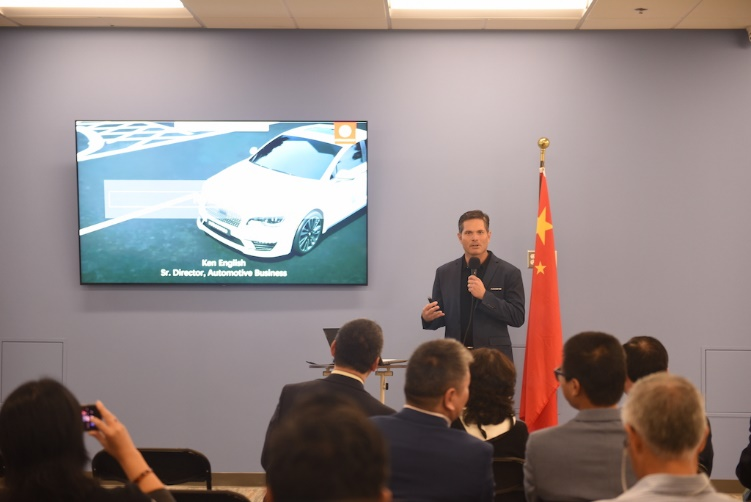 Ken English
Sr. Director, Automotive Business